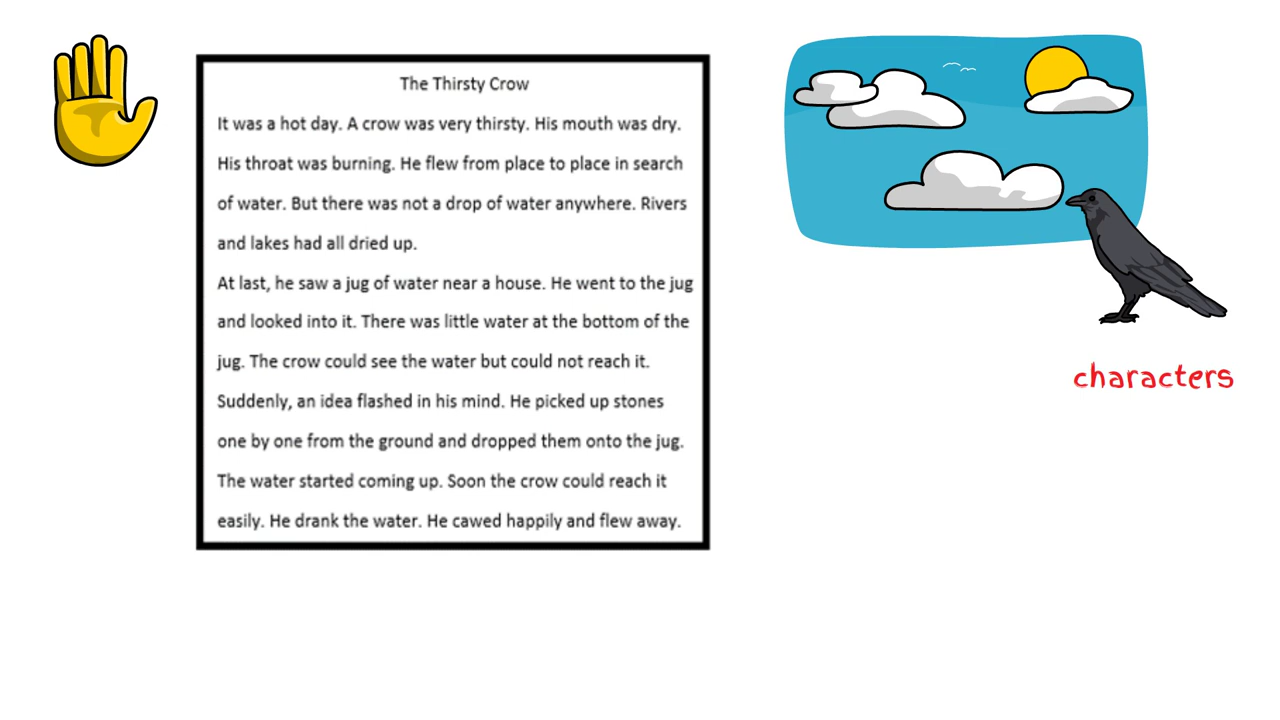 The Thirsty Crow
It was a hot day. A crow was very thirsty. His mouth was dry.
His throat was burning. He flew from place to place in search
of water. But there was not a drop of water anywhere. Rivers
and lakes had all dried up.
At last, he saw a jug of water near a house. He went to the jug
and looked into it. There was little water at the bottom of the
jug. The crow could see the water but could not reach it.
Suddenly, an idea flashed in his mind. He picked up stones
one by one from the ground and dropped them onto the jug.
The water started coming up. Soon the crow could reach it
easily. He drank the water. He cawed happily and flew away.
characters